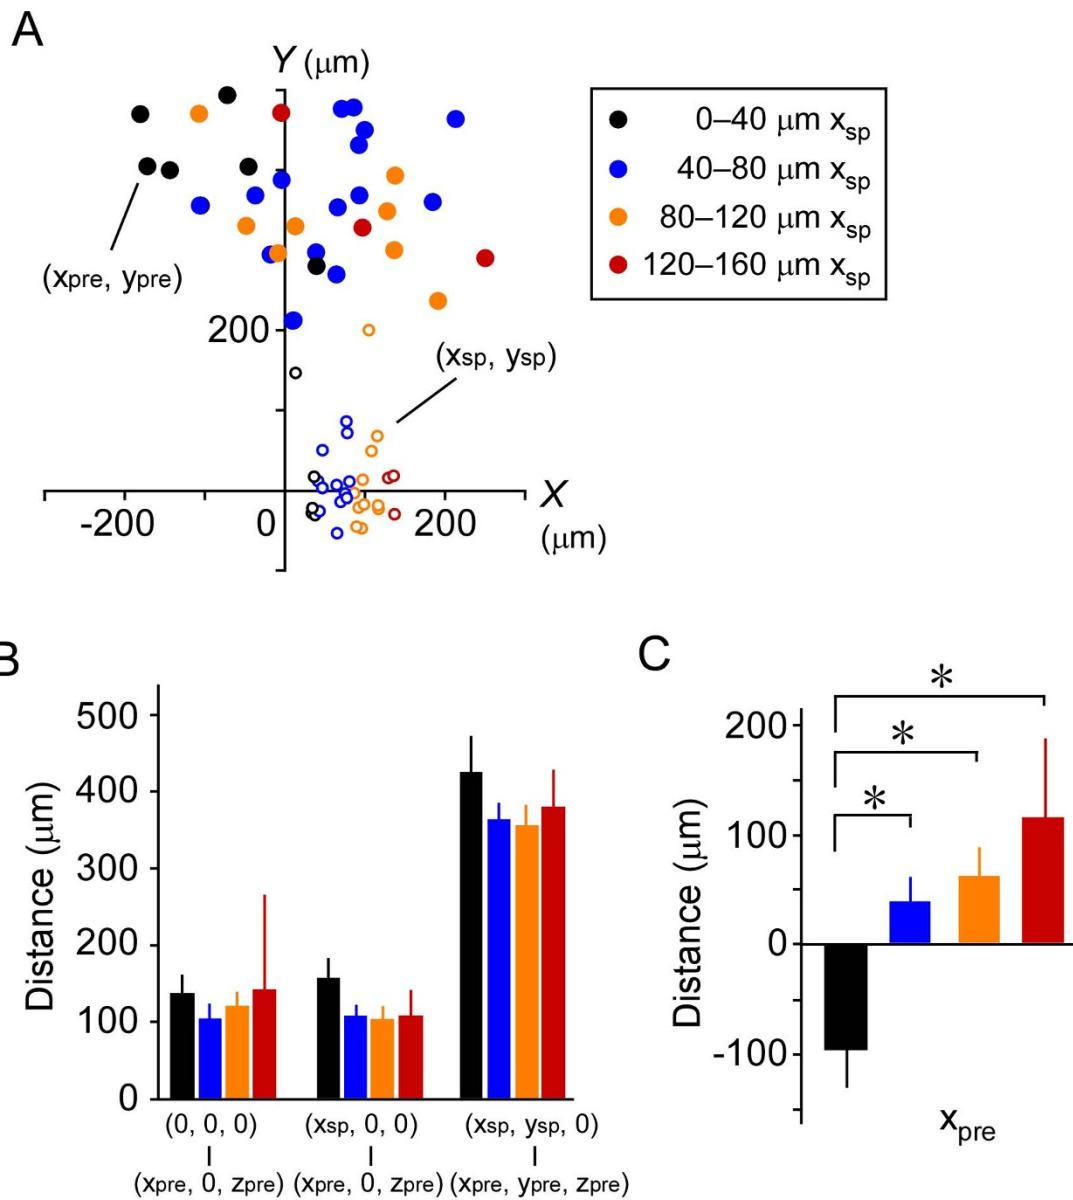 A
Y (μm)
0–40 μm xsp
40–80 μm xsp
80–120 μm xsp
120–160 μm xsp
(xpre, ypre)
200
(xsp, ysp)
X
-200 0 200
(μm)
B
C
Distance (μm)
500
400
300
200
100
0
(0, 0, 0) (xsp, 0, 0) (xsp, ysp, 0)
(xpre, 0, zpre) (xpre, 0, zpre) (xpre, ypre, zpre)
Distance (μm)
200
100
0
-100
* * *
xpre